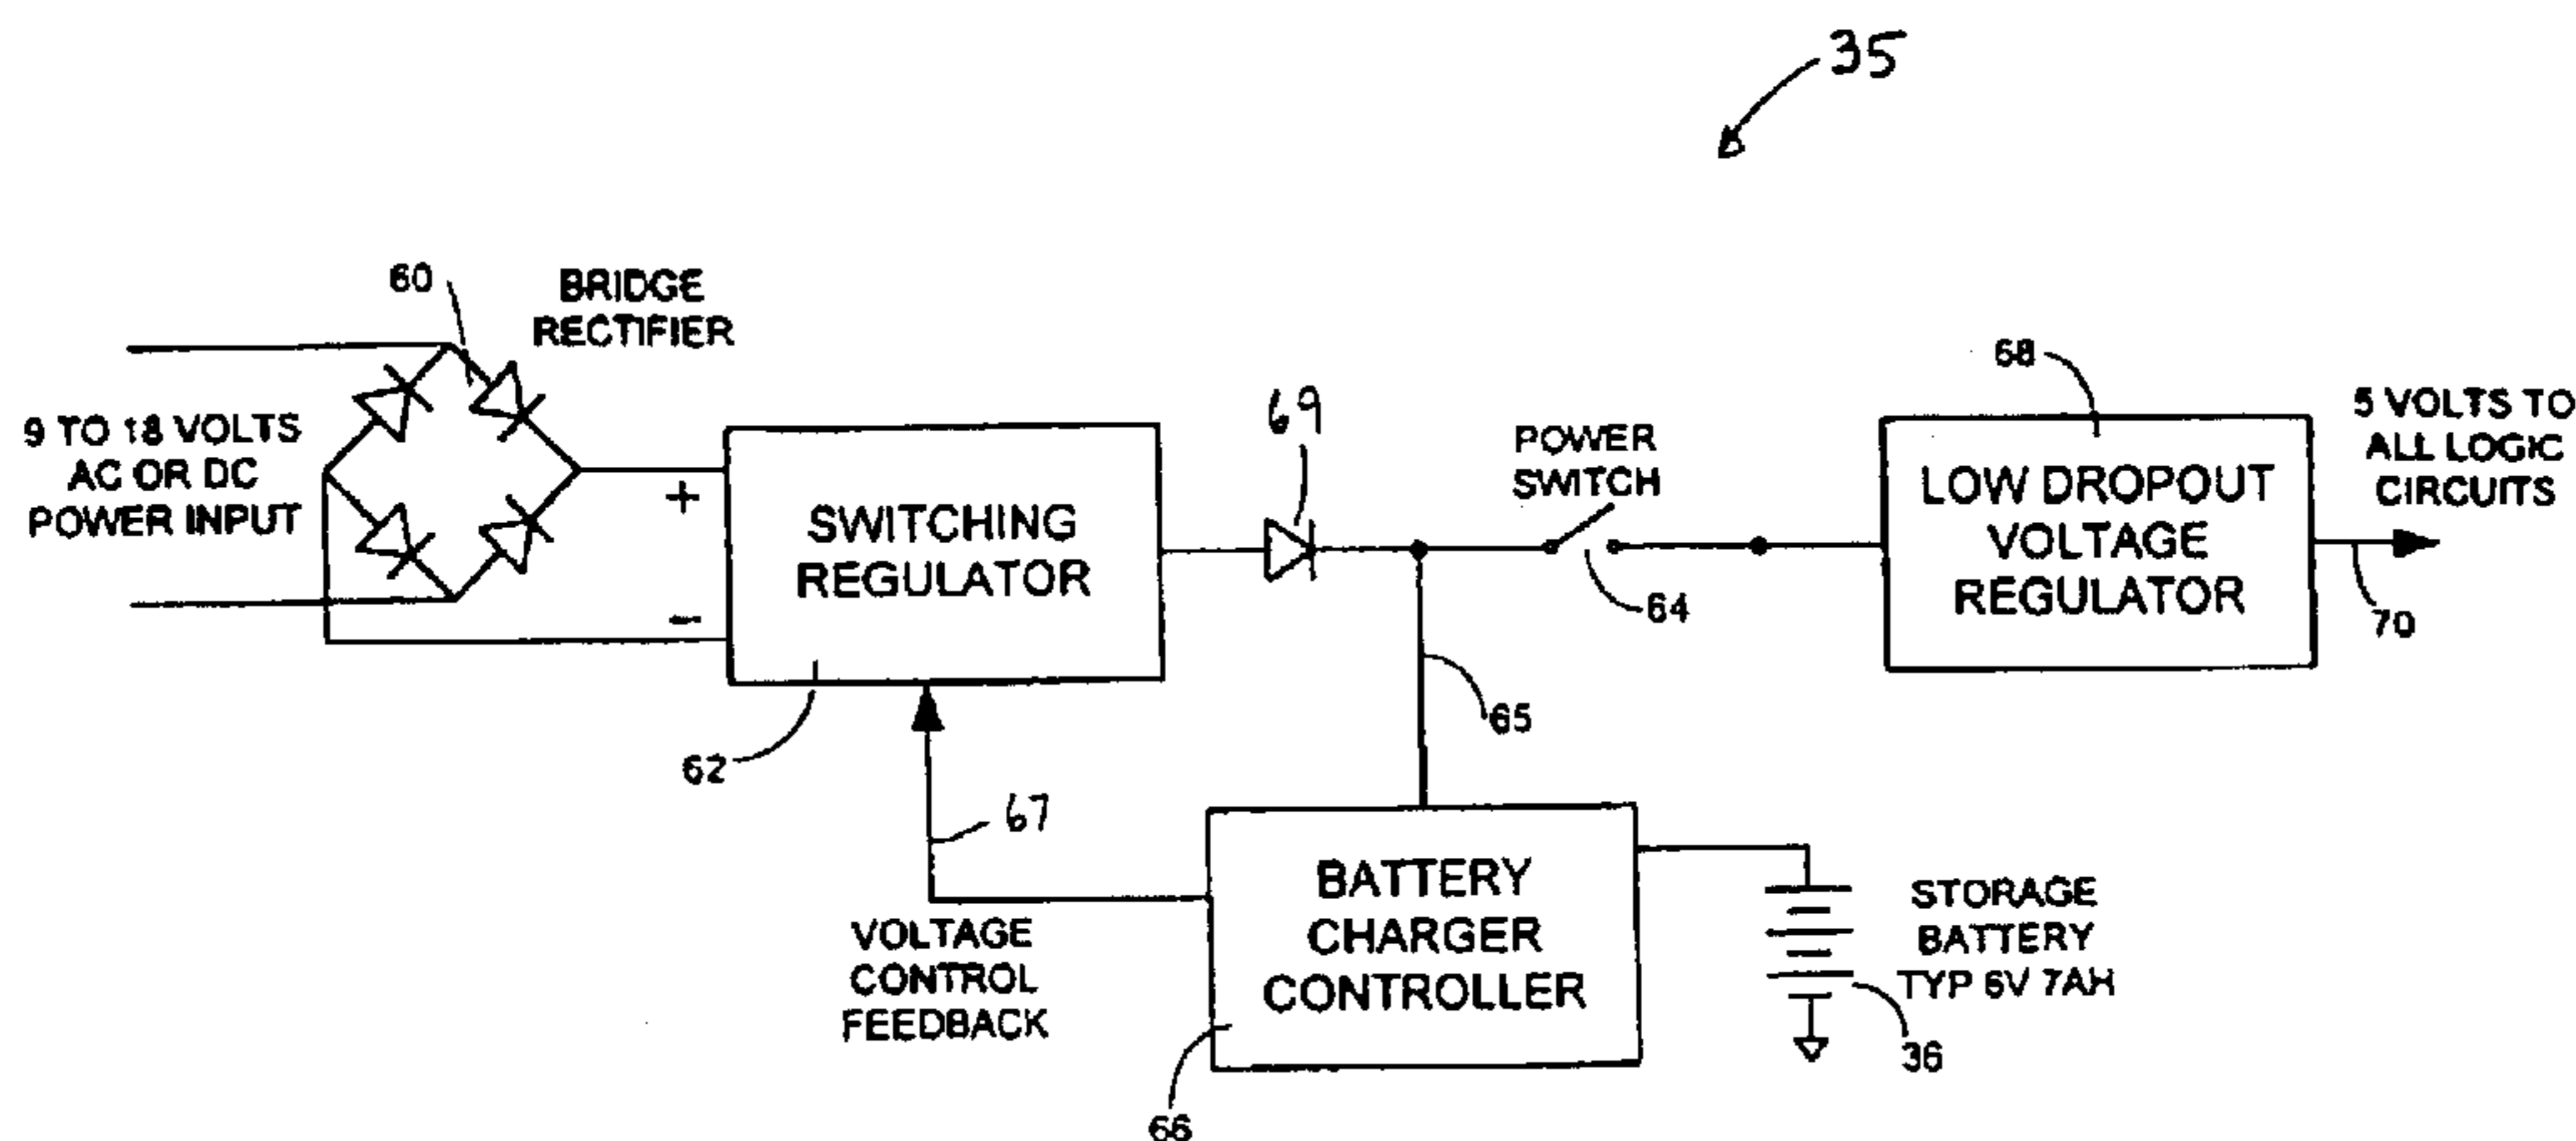 35
60
BRIDGE
RECTIFIER
9 TO 18 VOLTS
AC OR DC
POWER INPUT
+
-
SWITCHING
REGULATOR
62
69
POWER
SWITCH
64
65
68
LOW DROPOUT
VOLTAGE
REGULATOR
5 VOLTS TO
ALL LOGIC
CIRCUITS
70
67
VOLTAGE
CONTROL
FEEDBACK
BATTERY
CHARGER
CONTROLLER
66
STORAGE
BATTERY
TYP 6V 7AH
36